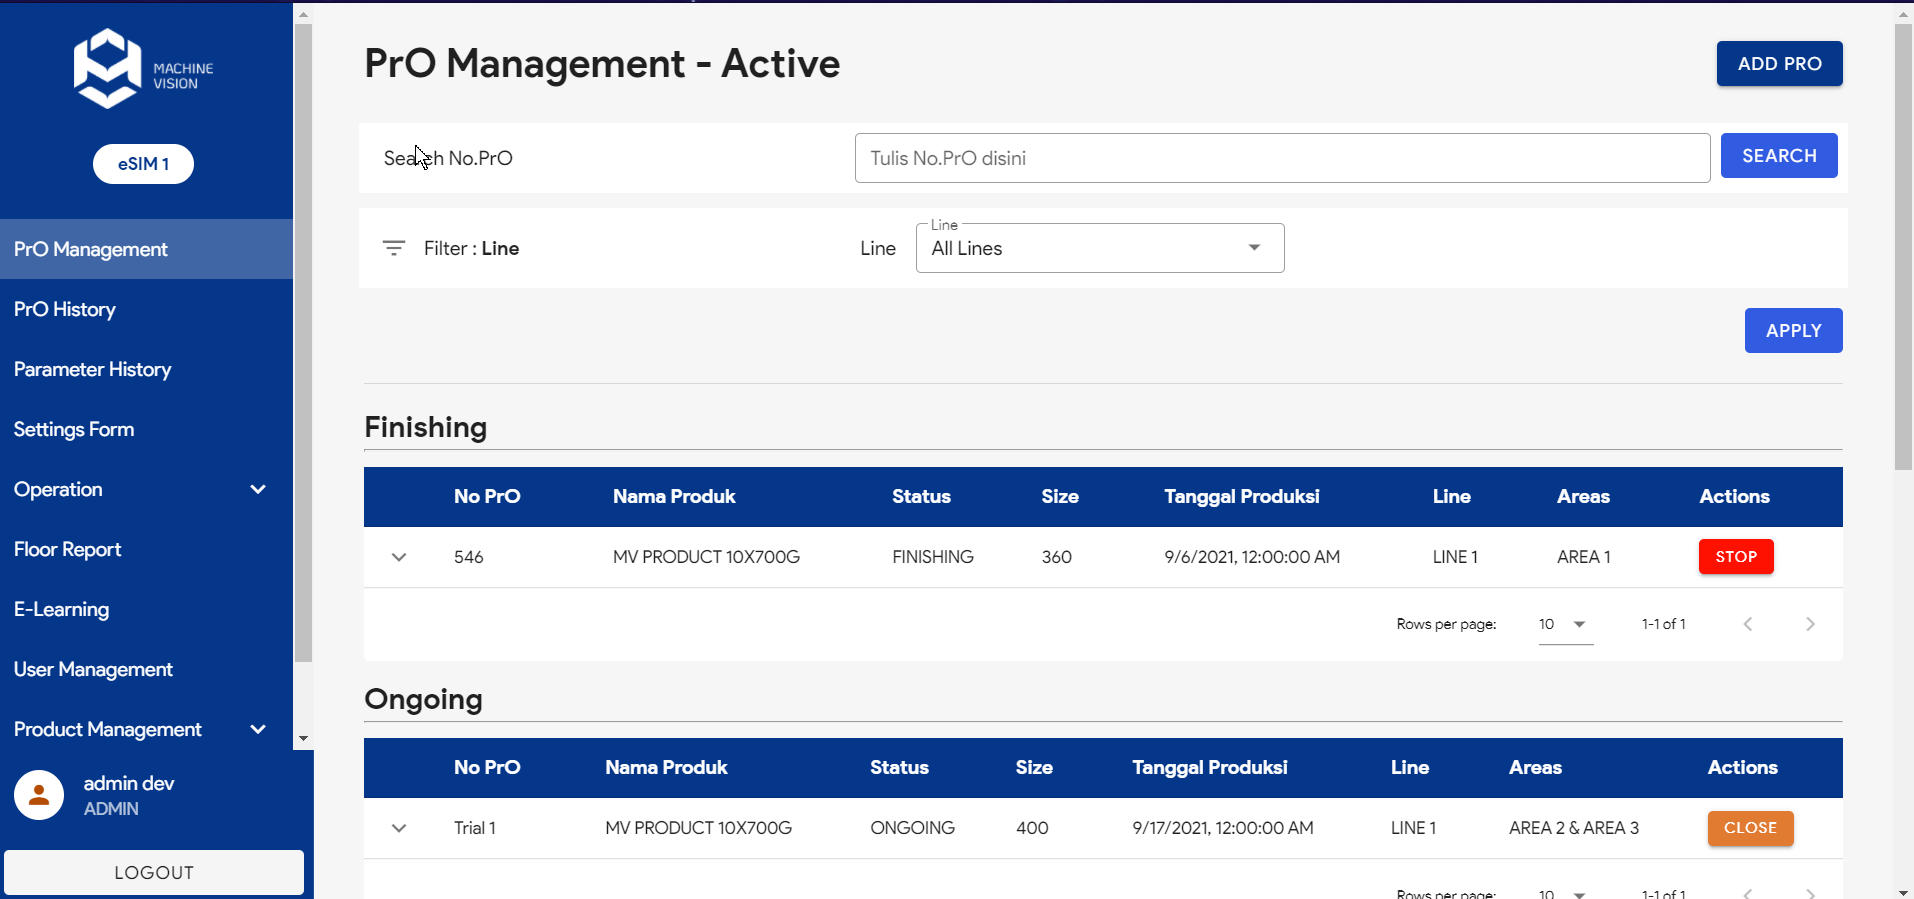 MACHINE
VISION
eSIM 1
PrO Management
PrO History
Parameter History
Settings Form
Operation
Floor Report
E-Learning
User Management
Product Management
admin dev
ADMIN
LOGOUT
PrO Management - Active
ADD PRO
Search No.PrO
Tulis No.PrO disini
SEARCH
Filter : Line
Line
Line
All Lines
APPLY
Finishing
No PrO Nama Produk Status Size Tanggal Produksi Line Areas Actions
546 MV PRODUCT 10X700G FINISHING 360 9/6/2021, 12:00:00 AM LINE 1 AREA 1 STOP
Rows per page: 10 1-1 of 1
Ongoing
No PrO Nama Produk Status Size Tanggal Produksi Line Areas Actions
Trial 1 MV PRODUCT 10X700G ONGOING 400 9/17/2021, 12:00:00 AM LINE 1 AREA 2 & AREA 3 CLOSE
Rows per page: 10 1-1 of 1